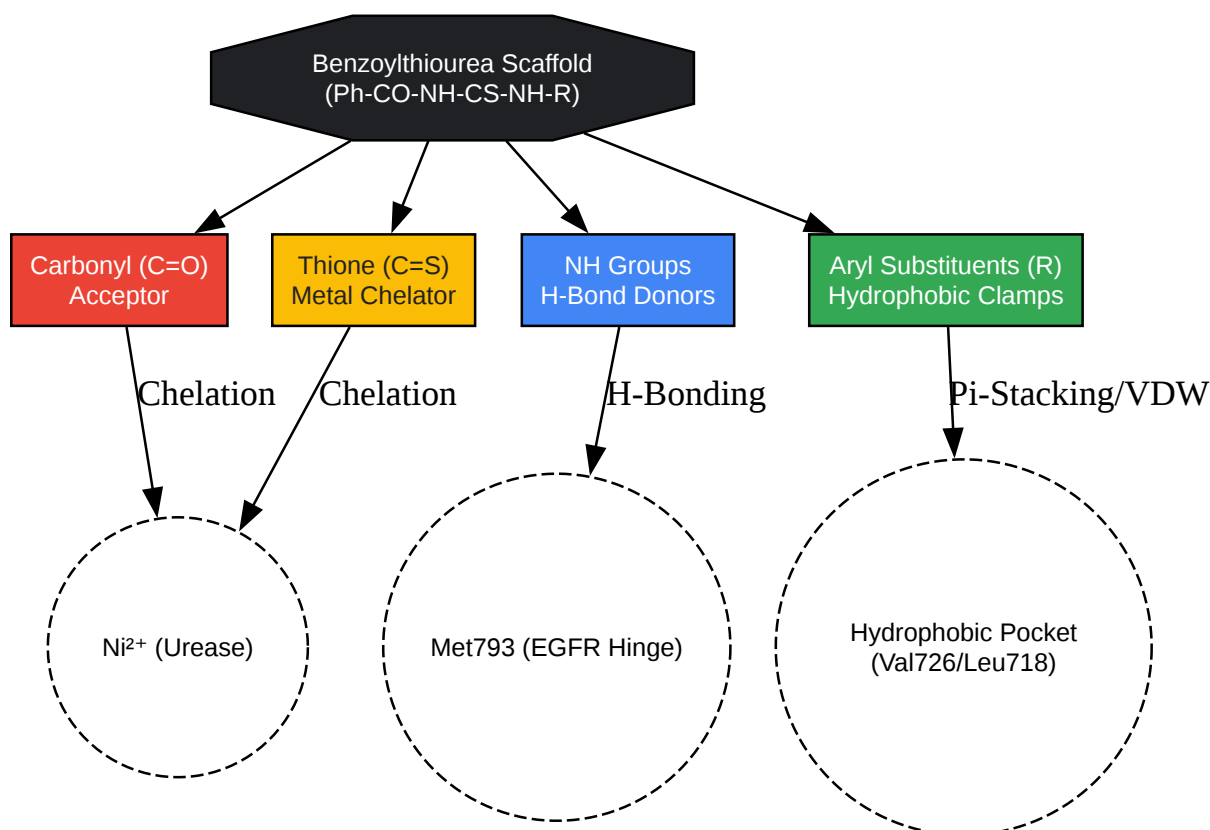 Benzoylthiourea Scaffold
(Ph-CO-NH-CS-NH-R)
Carbonyl (C=O)
Acceptor
Thione (C=S)
Metal Chelator
NH Groups
H-Bond Donors
Aryl Substituents (R)
Hydrophobic Clamps
Chelation
Chelation
H-Bonding
Pi-Stacking/VDW
Ni²⁺ (Urease)
Met793 (EGFR Hinge)
Hydrophobic Pocket
(Val726/Leu718)